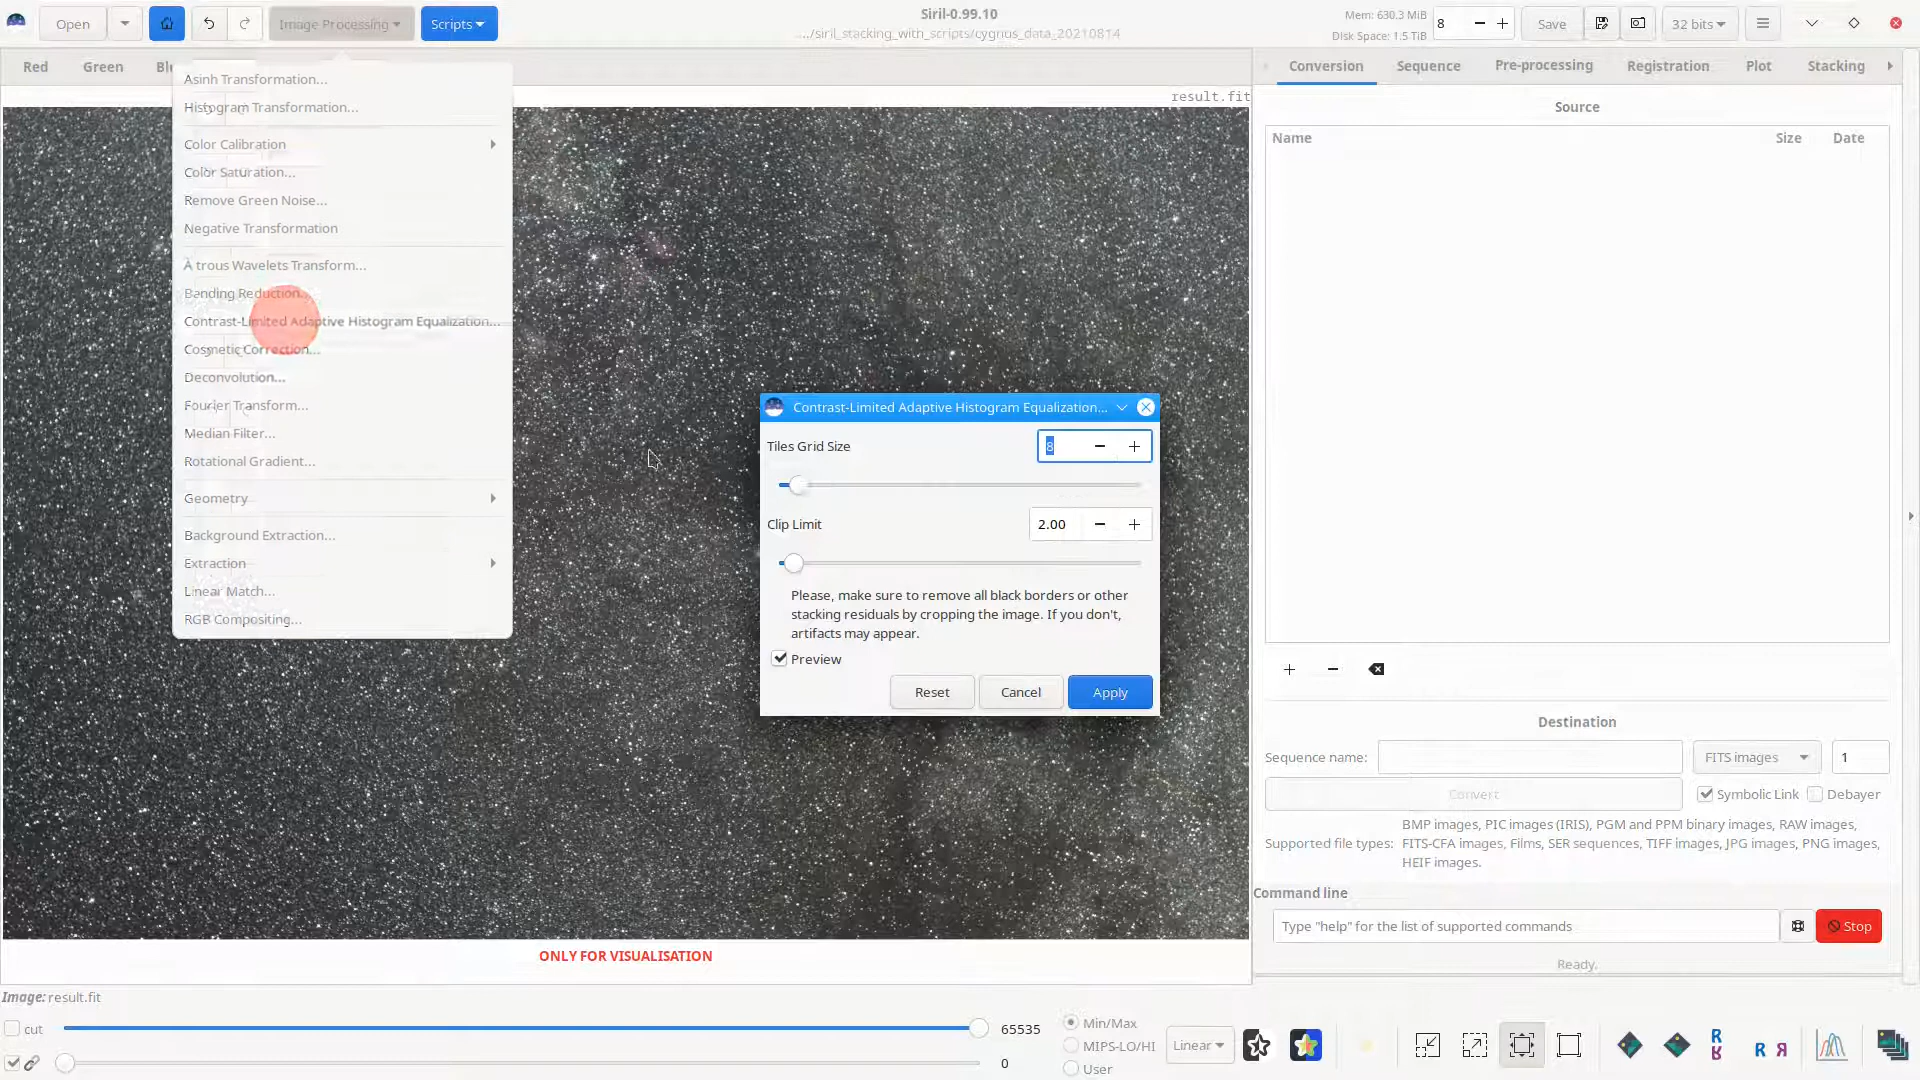 Open
Image Processing
Scripts
Siril-0.99.10
.../siril_stacking_with_scripts/cygnus_data_20210814
Mem: 630.3 MiB
Disk Space: 1.5 TiB
8
Save
32 bits
Red
Green
result.fit
Asinh Transformation...
Histogram Transformation...
Color Calibration
Color Saturation...
Remove Green Noise...
Negative Transformation
À trous Wavelets Transform...
Banding Reduction...
Contrast-Limited Adaptive Histogram Equalization...
Cosmetic Correction...
Deconvolution...
Fourier Transform...
Median Filter...
Rotational Gradient...
Geometry
Background Extraction...
Extraction
Linear Match...
RGB Compositing...
Contrast-Limited Adaptive Histogram Equalization...
Tiles Grid Size
8
Clip Limit
2.00
Please, make sure to remove all black borders or other
stacking residuals by cropping the image. If you don't,
artifacts may appear.
Preview
Reset
Cancel
Apply
ONLY FOR VISUALISATION
Conversion
Sequence
Pre-processing
Registration
Plot
Stacking
Source
Name
Size
Date
Destination
Sequence name:
FITS images
1
Convert
Symbolic Link
Debayer
Supported file types:
BMP images, PIC images (IRIS), PGM and PPM binary images, RAW images,
FITS-CFA images, Films, SER sequences, TIFF images, JPG images, PNG images,
HEIF images.
Command line
Type "help" for the list of supported commands
Stop
Ready.
Image: result.fit
cut
65535
0
Min/Max
MIPS-LO/HI
User
Linear
R
R
R
R